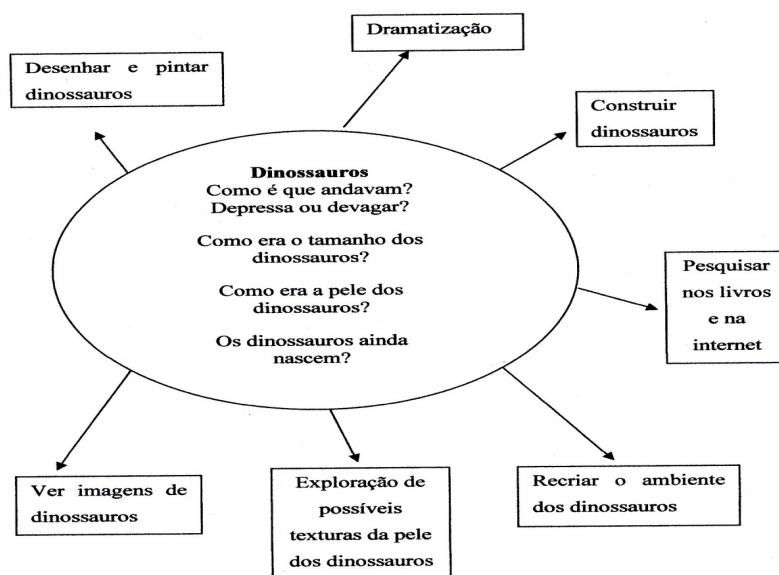 Dramatização
Desenhar e pintar
dinossauros
Construir
dinossauros
Dinossauros
Como é que andavam?
Depressa ou devagar?
Como era o tamanho dos
dinossauros?
Como era a pele dos
dinossauros?
Os dinossauros ainda
nascem?
Pesquisar
nos livros
e na
internet
Ver imagens de
dinossauros
Exploração de
possíveis
texturas da pele
dos dinossauros
Recriar o ambiente
dos dinossauros